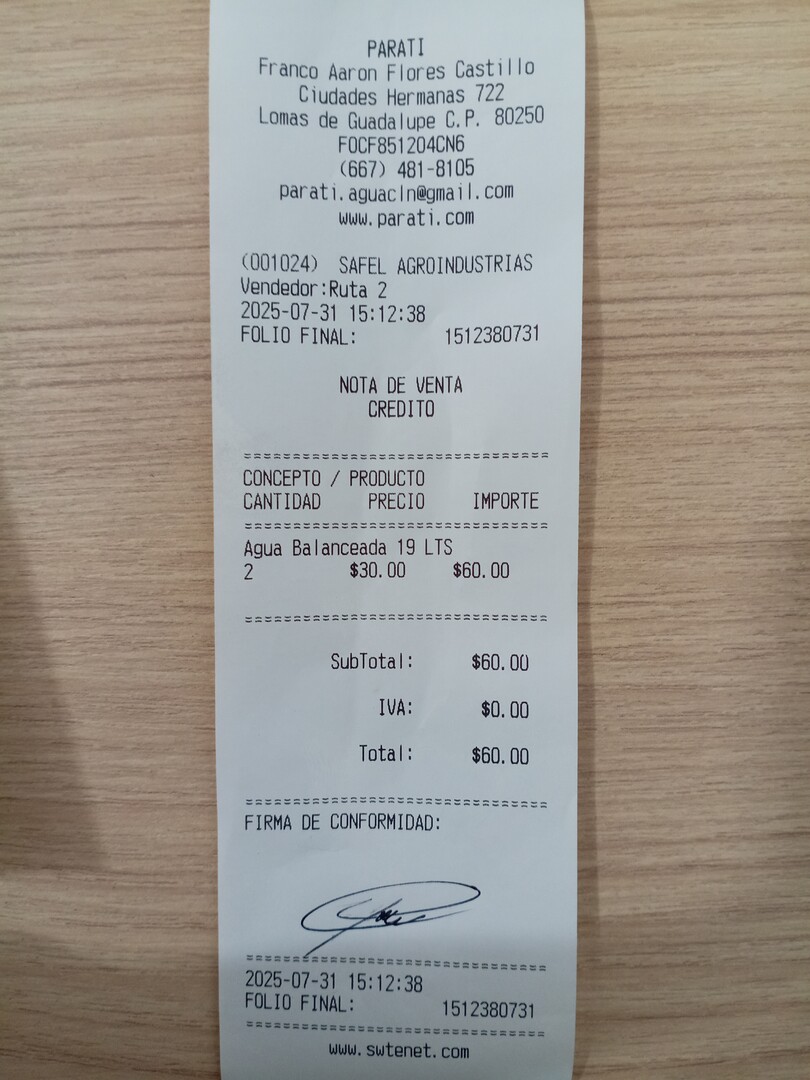 PARATI
Franco Aaron Flores Castillo
Ciudades Hermanas 722
Lomas de Guadalupe C.P. 80250
FOCF851204CN6
(667) 481-8105
parati.aguacln@gmail.com
www.parati.com
(001024) SAFEL AGROINDUSTRIAS
Vendedor:Ruta 2
2025-07-31 15:12:38
FOLIO FINAL: 1512380731
NOTA DE VENTA
CREDITO
================================
CONCEPTO / PRODUCTO
CANTIDAD PRECIO IMPORTE
================================
Agua Balanceada 19 LTS
2 $30.00 $60.00
================================
SubTotal: $60.00
IVA: $0.00
Total: $60.00
================================
FIRMA DE CONFORMIDAD:
================================
2025-07-31 15:12:38
FOLIO FINAL: 1512380731
================================
www.swtenet.com